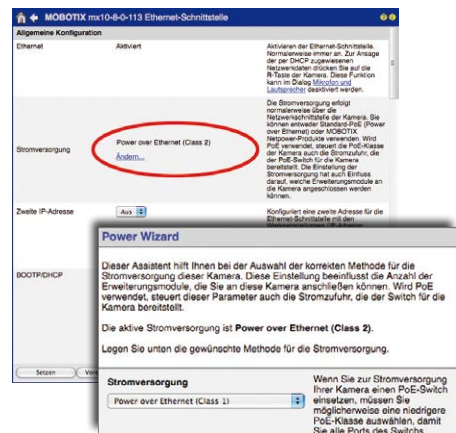 MOBOTIX mx10-8-0-113 Ethernet-Schnittstelle
Allgemeine Konfiguration
Ethernet
Aktiviert
Aktivieren der Ethernet-Schnittstelle.
Normalerweise immer an. Zur Ansage
der per DHCP zugewiesenen
Netzwerkdaten drücken Sie auf die
R-Taste der Kamera. Diese Funktion
kann im Dialog Mikrofon und
Lautsprecher deaktiviert werden.
Stromversorgung
Power over Ethernet (Class 2)
Ändern...
Die Stromversorgung erfolgt
normalerweise über die
Netzwerkschnittstelle der Kamera. Sie
können entweder Standard-PoE (Power
over Ethernet) oder MOBOTIX
Netpower-Produkte verwenden. Wird
PoE verwendet, steuert die PoE-Klasse
der Kamera auch die Stromzufuhr, die
der PoE-Switch für die Kamera
bereitstellt. Die Einstellung der
Stromversorgung hat auch Einfluss
darauf, welche Erweiterungsmodule an
die Kamera angeschlossen werden
können.
Zweite IP-Adresse
Aus
Konfiguriert eine zweite Adresse für die
Ethernet-Schnittstelle mit den
BOOTP/DHCP
Setzen
Power Wizard
Dieser Assistent hilft Ihnen bei der Auswahl der korrekten Methode für die
Stromversorgung dieser Kamera. Diese Einstellung beeinflusst die Anzahl der
Erweiterungsmodule, die Sie an diese Kamera anschließen können. Wird PoE
verwendet, steuert dieser Parameter auch die Stromzufuhr, die der Switch für die
Kamera bereitstellt.
Die aktive Stromversorgung ist Power over Ethernet (Class 2).
Legen Sie unten die gewünschte Methode für die Stromversorgung.
Stromversorgung
Power over Ethernet (Class 1)
Wenn Sie zur Stromversorgung
Ihrer Kamera einen PoE-Switch
einsetzen, müssen Sie
möglicherweise eine niedrigere
PoE-Klasse auswählen, damit
Sie alle Ports des Switchs